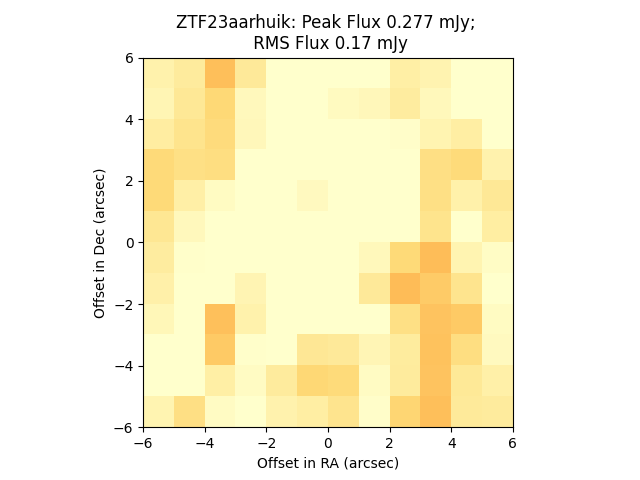 ZTF23aarhuik: Peak Flux 0.277 mJy;
RMS Flux 0.17 mJy
6
4
2
0
−2
−4
−6
Offset in Dec (arcsec)
−6 −4 −2 0 2 4 6
Offset in RA (arcsec)